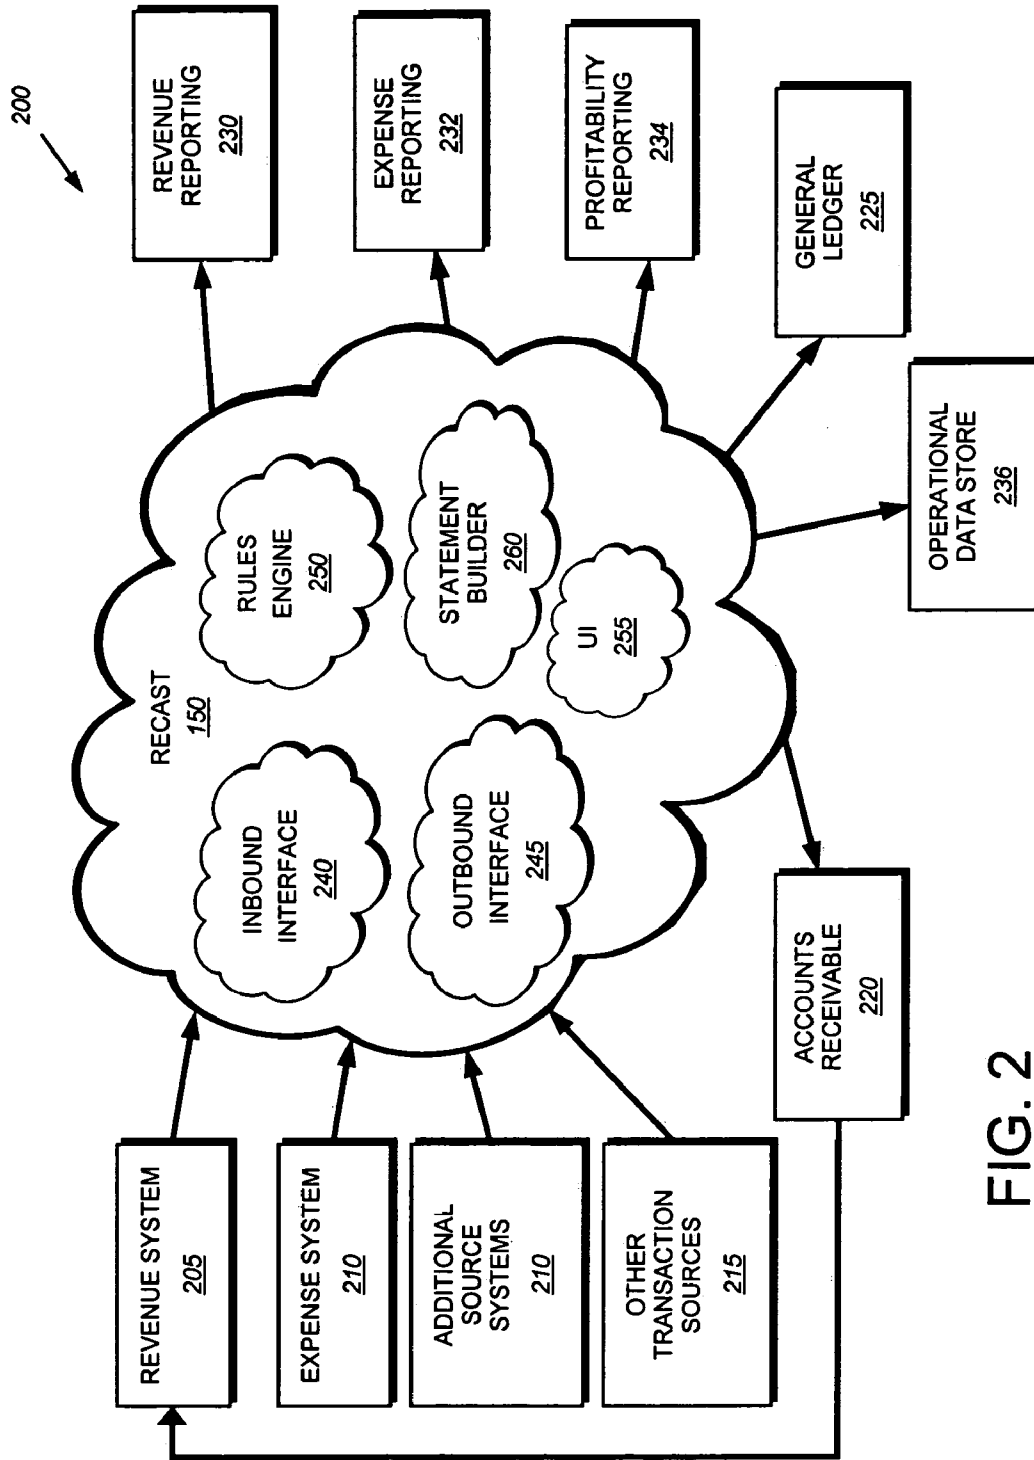 200
REVENUE SYSTEM
205
EXPENSE SYSTEM
210
ADDITIONAL
SOURCE
SYSTEMS
210
OTHER
TRANSACTION
SOURCES
215
RECAST
150
INBOUND
INTERFACE
240
RULES
ENGINE
250
OUTBOUND
INTERFACE
245
STATEMENT
BUILDER
260
UI
255
REVENUE
REPORTING
230
EXPENSE
REPORTING
232
PROFITABILITY
REPORTING
234
GENERAL
LEDGER
225
OPERATIONAL
DATA STORE
236
ACCOUNTS
RECEIVABLE
220
FIG. 2